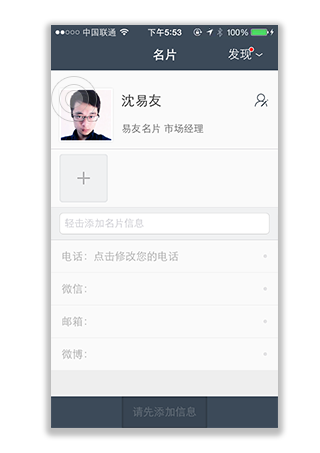 中国联通 下午5:53 100%
名片 发现
沈易友
易友名片 市场经理
轻击添加名片信息
电话：点击修改您的电话
微信：
邮箱：
微博：
请先添加信息